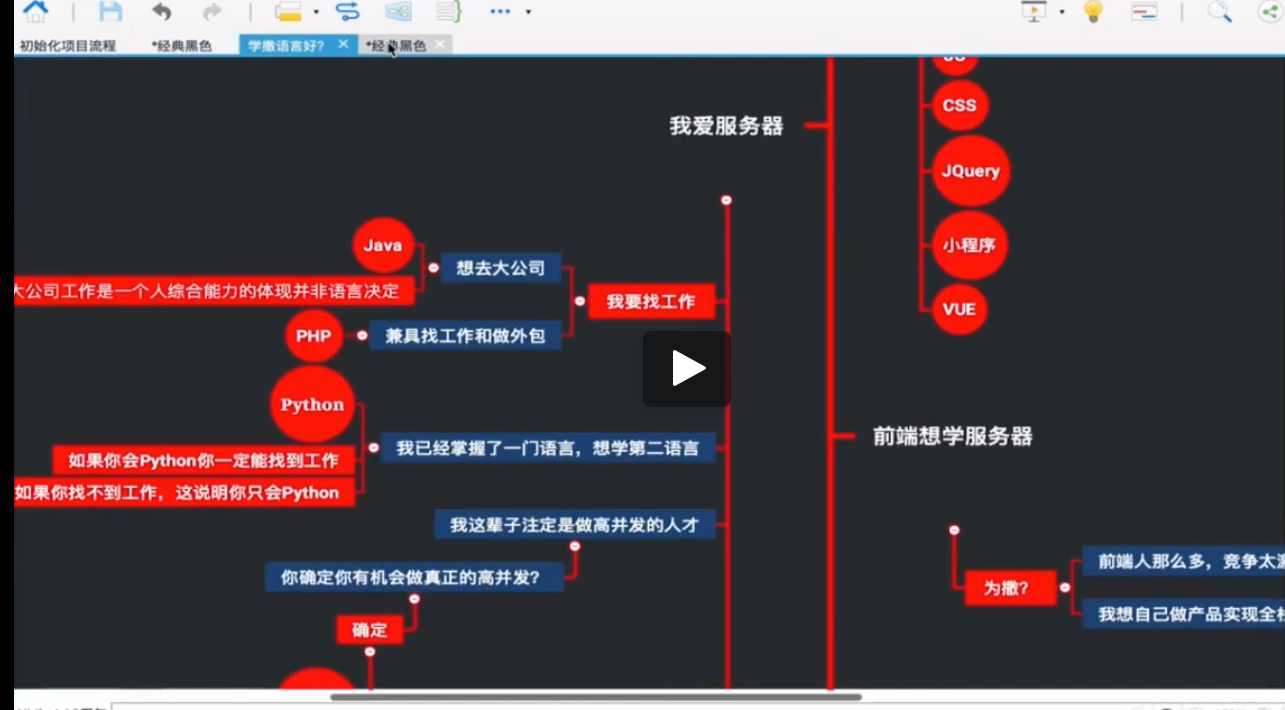 初始化项目流程
*经典黑色
学撒语言好?
*经典黑色
我爱服务器
CSS
JQuery
小程序
VUE
Java
想去大公司
大公司工作是一个人综合能力的体现并非语言决定
我要找工作
PHP
兼具找工作和做外包
Python
我已经掌握了一门语言，想学第二语言
如果你会Python你一定能找到工作
如果你找不到工作，这说明你只会Python
我这辈子注定是做高并发的人才
你确定你有机会做真正的高并发?
确定
前端想学服务器
为撒?
前端人那么多，竞争太激
我想自己做产品实现全栈